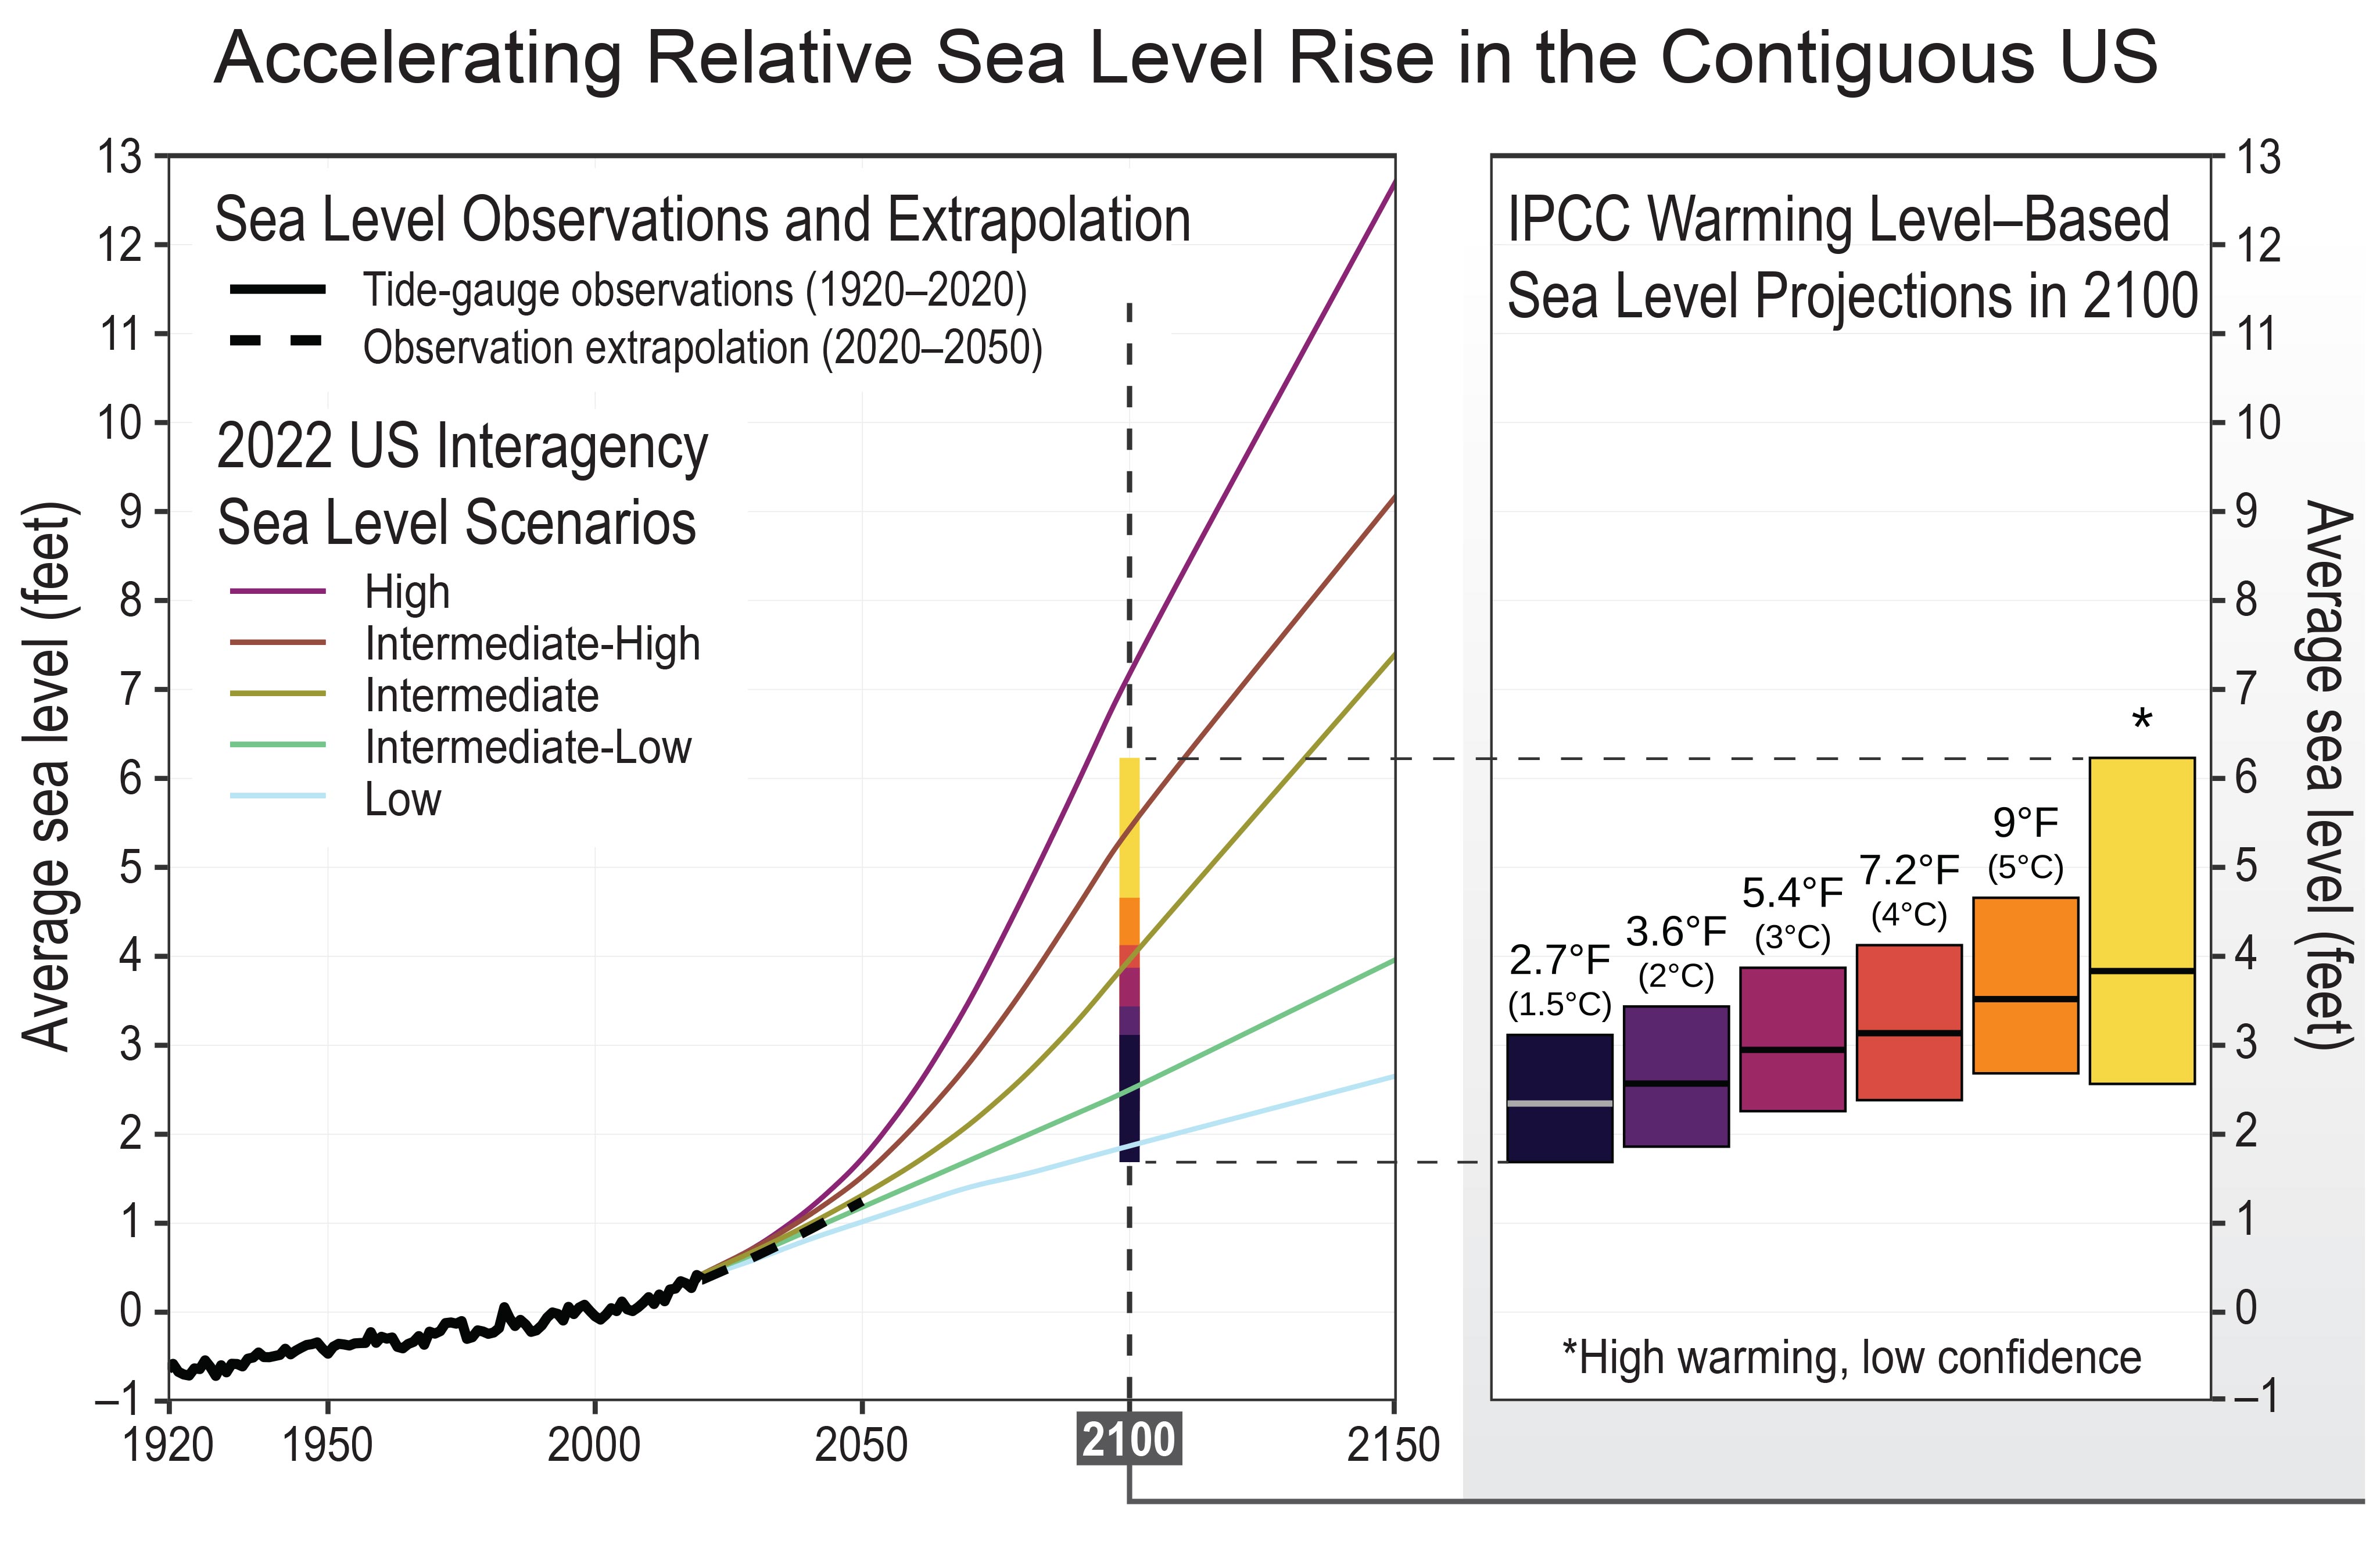 Accelerating Relative Sea Level Rise in the Contiguous US
Average sea level (feet)
13
12
11
10
9
8
7
6
5
4
3
2
1
0
–1
Sea Level Observations and Extrapolation
Tide-gauge observations (1920–2020)
Observation extrapolation (2020–2050)
2022 US Interagency
Sea Level Scenarios
High
Intermediate-High
Intermediate
Intermediate-Low
Low
1920 1950 2000 2050 2100 2150
IPCC Warming Level–Based
Sea Level Projections in 2100
2.7°F
(1.5°C)
3.6°F
(2°C)
5.4°F
(3°C)
7.2°F
(4°C)
9°F
(5°C)
*
*High warming, low confidence
13
12
11
10
9
8
7
6
5
4
3
2
1
0
–1
Average sea level (feet)